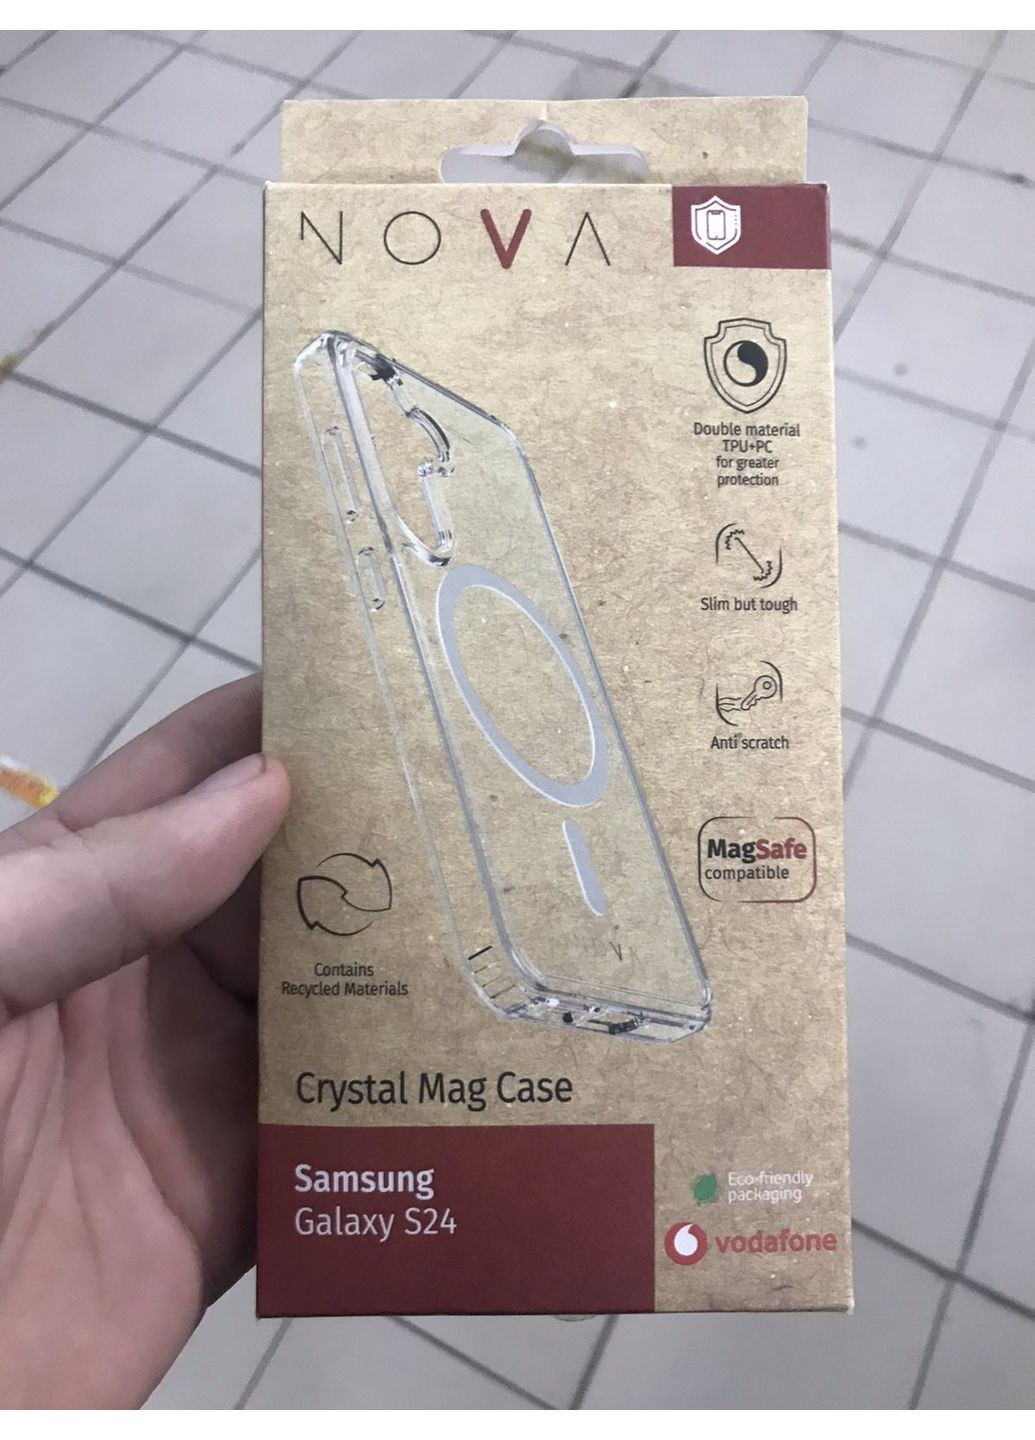 NOVA
Double material
TPU+PC
for greater
protection
Slim but tough
Anti scratch
MagSafe
compatible
Contains
Recycled Materials
Crystal Mag Case
Samsung
Galaxy S24
Eco-friendly
packaging
vodafone